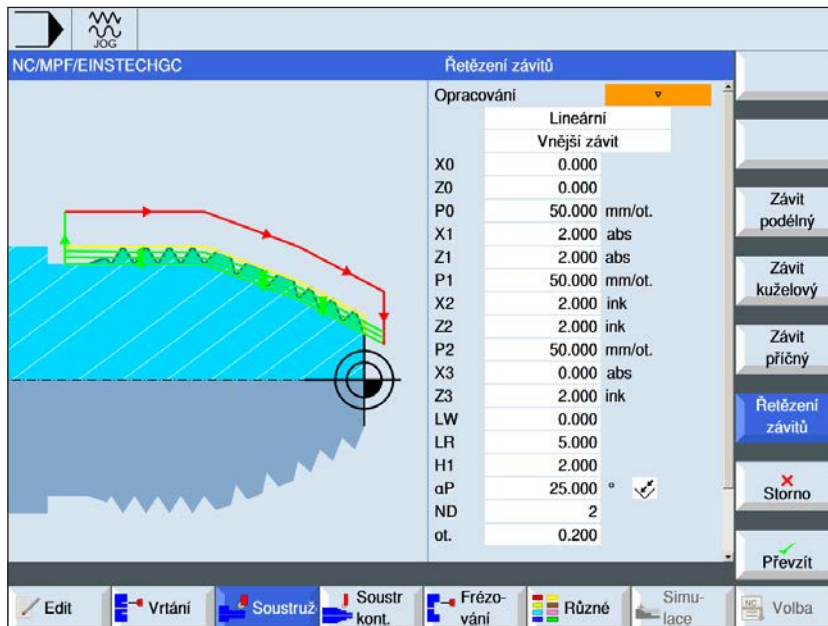 JOG
NC/MPF/EINSTECHGC
Řetězení závitů
Opracování ▿
Lineární
Vnější závit
X0 0.000
Z0 0.000
P0 50.000 mm/ot.
X1 2.000 abs
Z1 2.000 abs
P1 50.000 mm/ot.
X2 2.000 ink
Z2 2.000 ink
P2 50.000 mm/ot.
X3 0.000 abs
Z3 2.000 ink
LW 0.000
LR 5.000
H1 2.000
αP 25.000 °
ND 2
ot. 0.200
Závit
podélný
Závit
kuželový
Závit
příčný
Řetězení
závitů
Storno
Převzít
Edit
Vrtání
Soustruž
Soustr
kont.
Frézo-
vání
Různé
Simu-
lace
NC
Volba